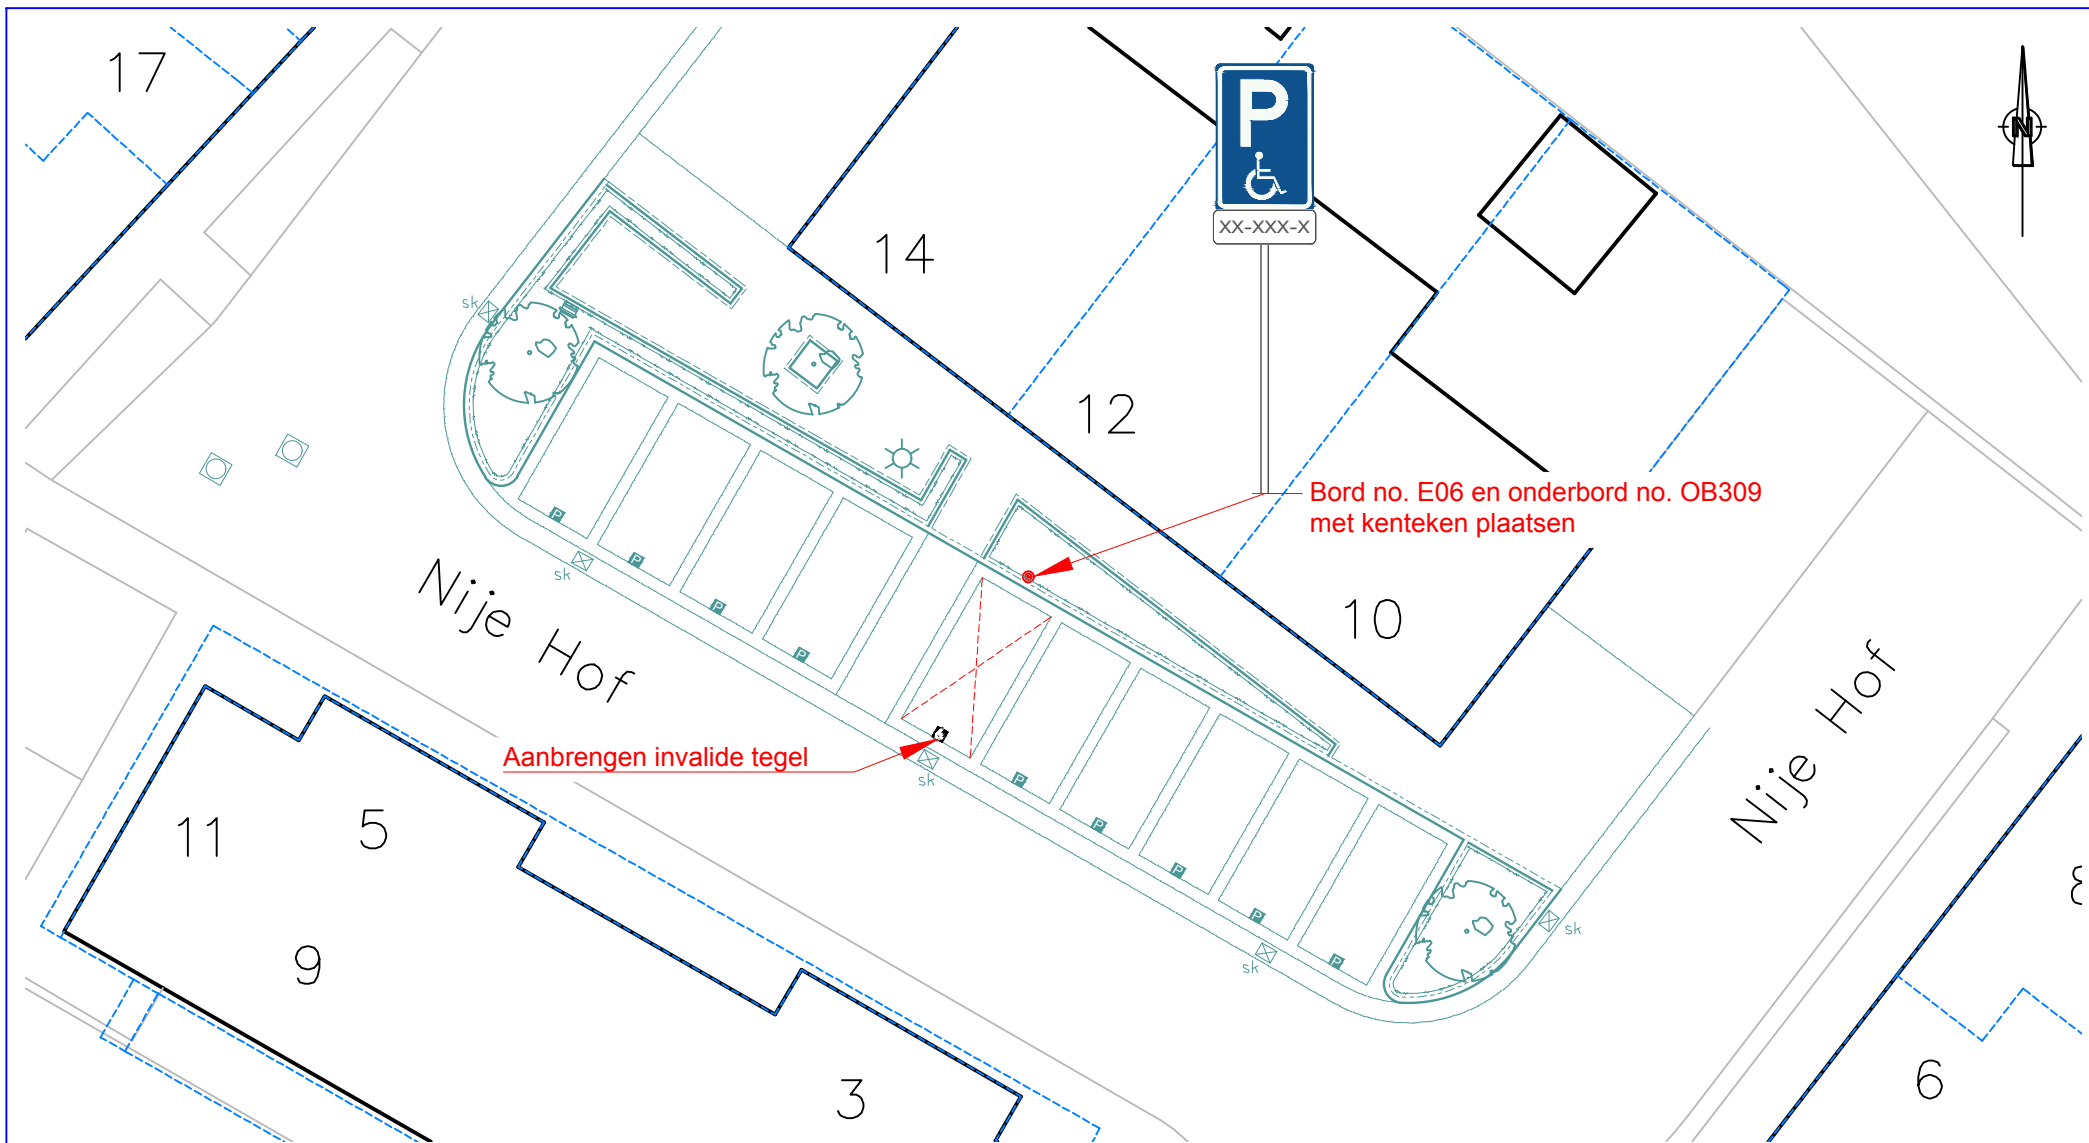 17
N
P
XX-XXX-X
14
sk
12
Bord no. E06 en onderbord no. OB309
met kenteken plaatsen
P
P
sk
P
P
Nije Hof
10
Nije Hof
Aanbrengen invalide tegel
sk
P
P
P
P
P
11
5
8
sk
sk
9
3
6